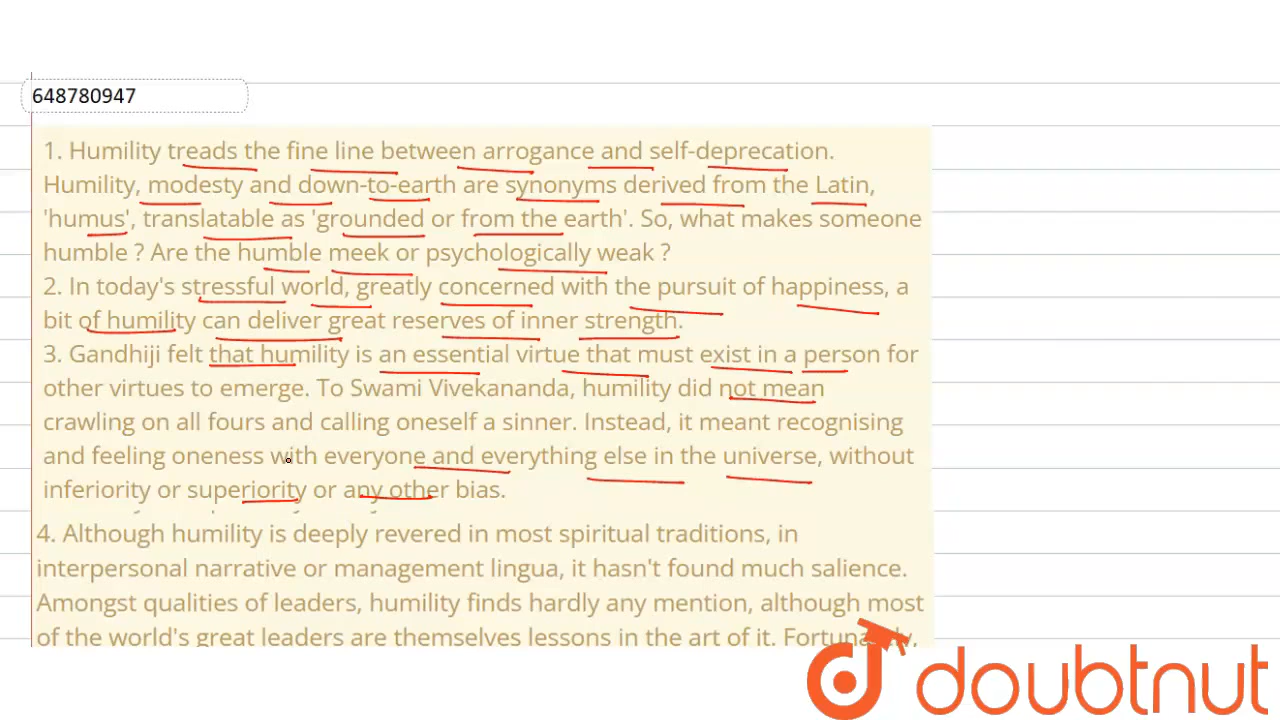 648780947
1. Humility treads the fine line between arrogance and self-deprecation.
Humility, modesty and down-to-earth are synonyms derived from the Latin,
'humus', translatable as 'grounded or from the earth'. So, what makes someone
humble ? Are the humble meek or psychologically weak ?
2. In today's stressful world, greatly concerned with the pursuit of happiness, a
bit of humility can deliver great reserves of inner strength.
3. Gandhiji felt that humility is an essential virtue that must exist in a person for
other virtues to emerge. To Swami Vivekananda, humility did not mean
crawling on all fours and calling oneself a sinner. Instead, it meant recognising
and feeling oneness with everyone and everything else in the universe, without
inferiority or superiority or any other bias.
4. Although humility is deeply revered in most spiritual traditions, in
interpersonal narrative or management lingua, it hasn't found much salience.
Amongst qualities of leaders, humility finds hardly any mention, although most
of the world's great leaders are themselves lessons in the art of it. Fortunately,
doubtnut